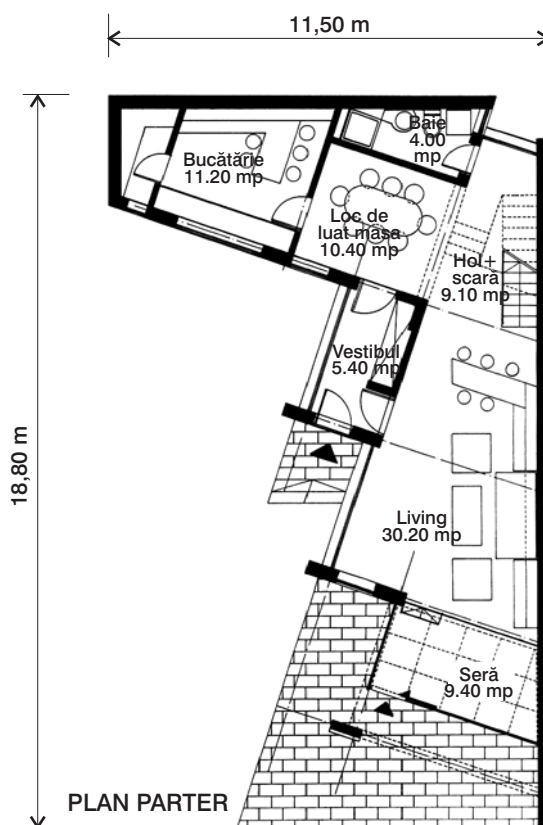 11,50 m
Baie
4.00
mp
Bucătărie
11.20 mp
Loc de
luat masa
10.40 mp
Hol+
scară
9.10 mp
Vestibul
5.40 mp
18,80 m
Living
30.20 mp
Seră
9.40 mp
PLAN PARTER